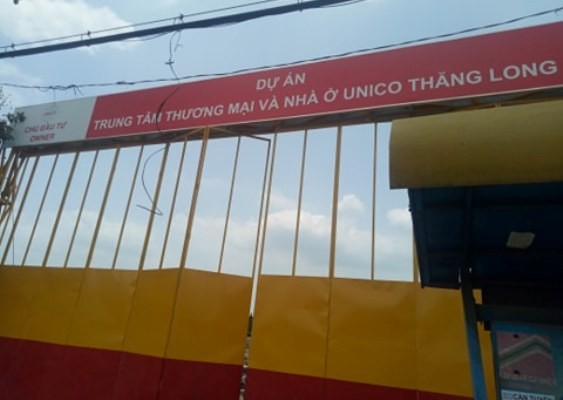 CHỦ ĐẦU TƯ
OWNER
DỰ ÁN
TRUNG TÂM THƯƠNG MẠI VÀ NHÀ Ở UNICO THĂNG LONG